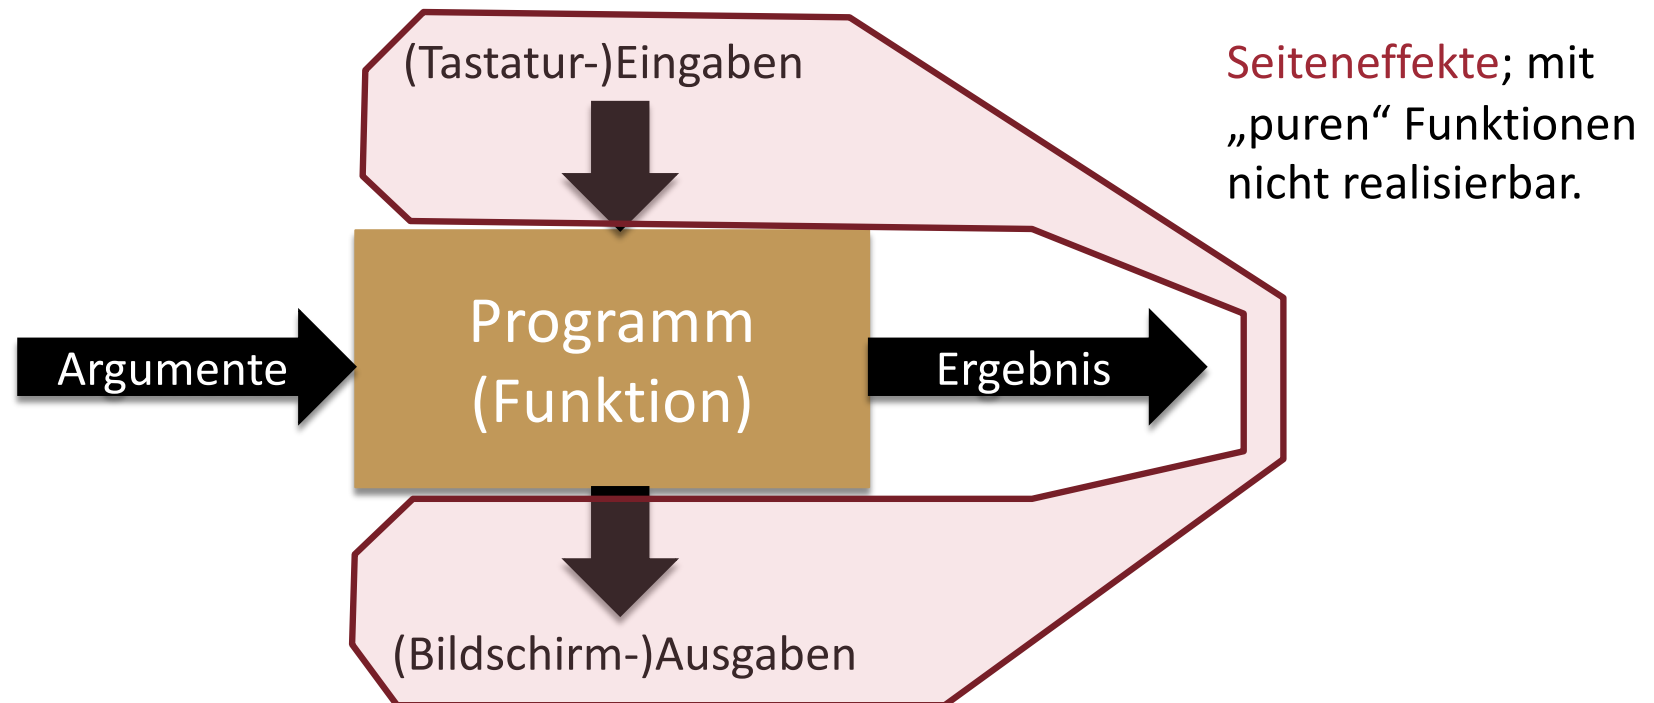 (Tastatur-)Eingaben
Seiteneffekte; mit
„puren“ Funktionen
nicht realisierbar.
Argumente
Programm
(Funktion)
Ergebnis
(Bildschirm-)Ausgaben